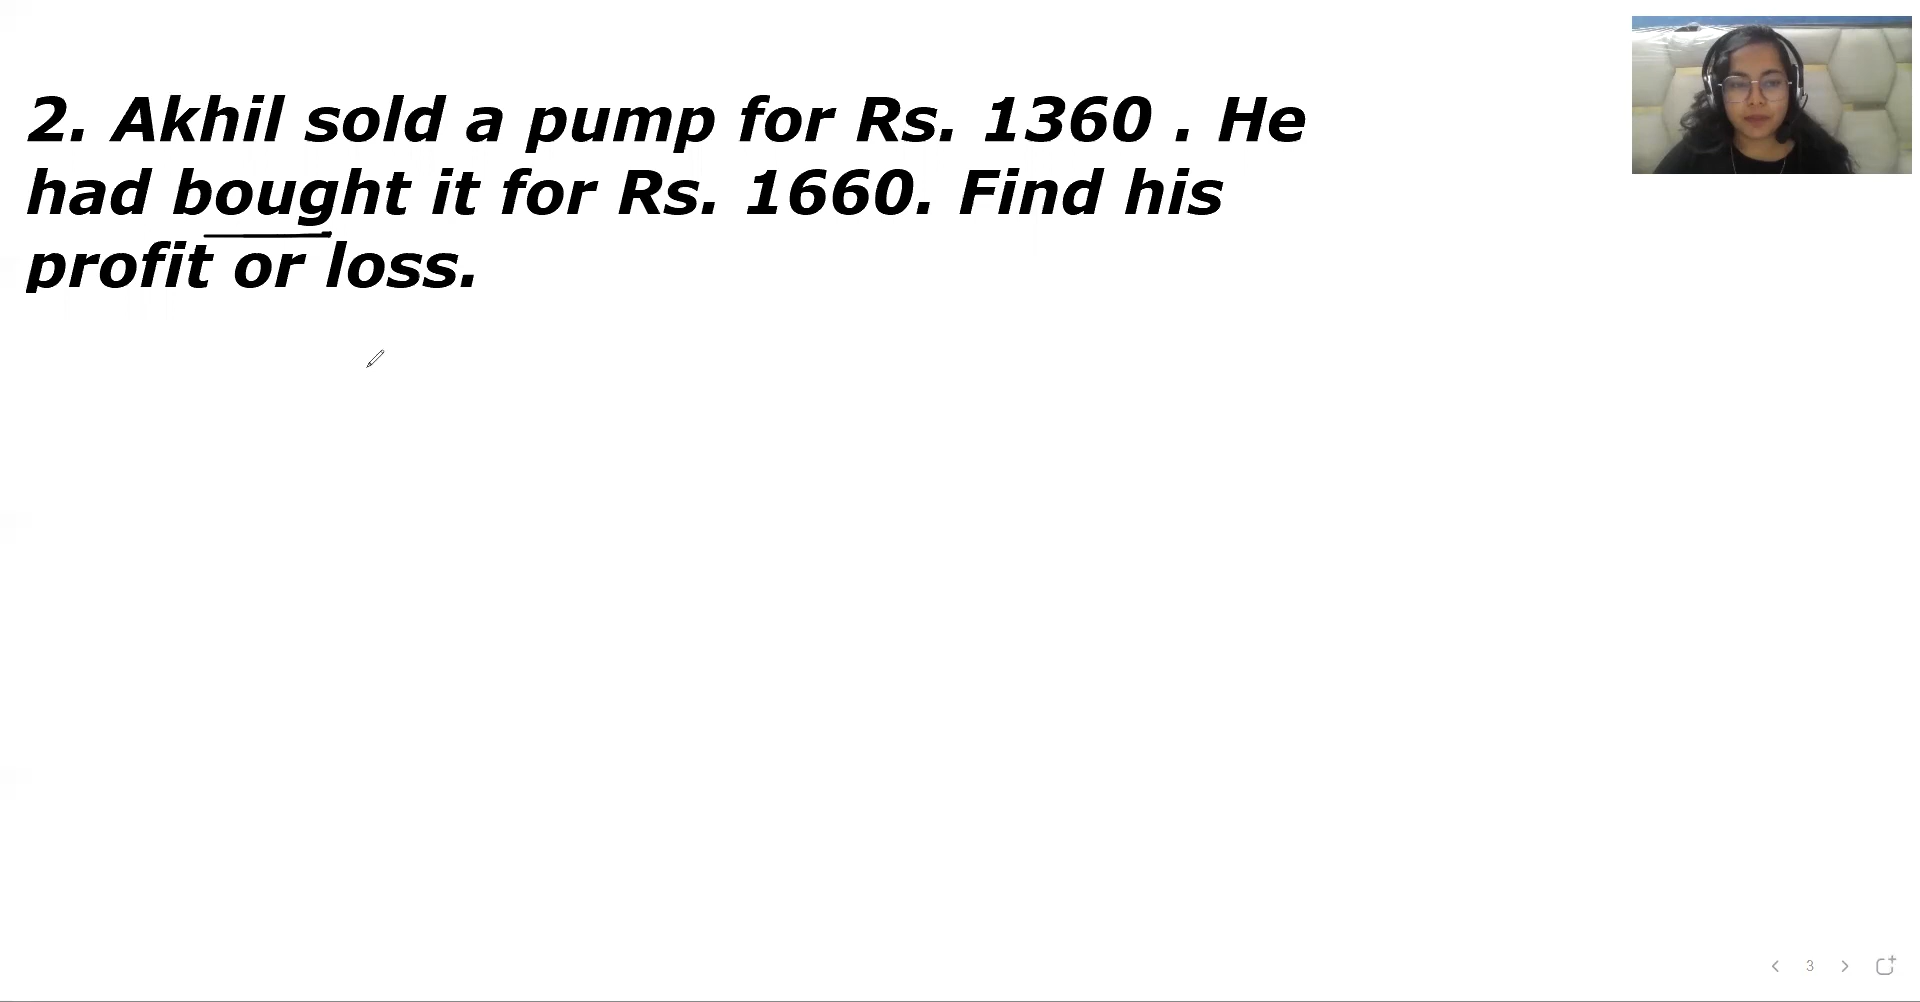 2. Akhil sold a pump for Rs. 1360 . He
had bought it for Rs. 1660. Find his
profit or loss.
3